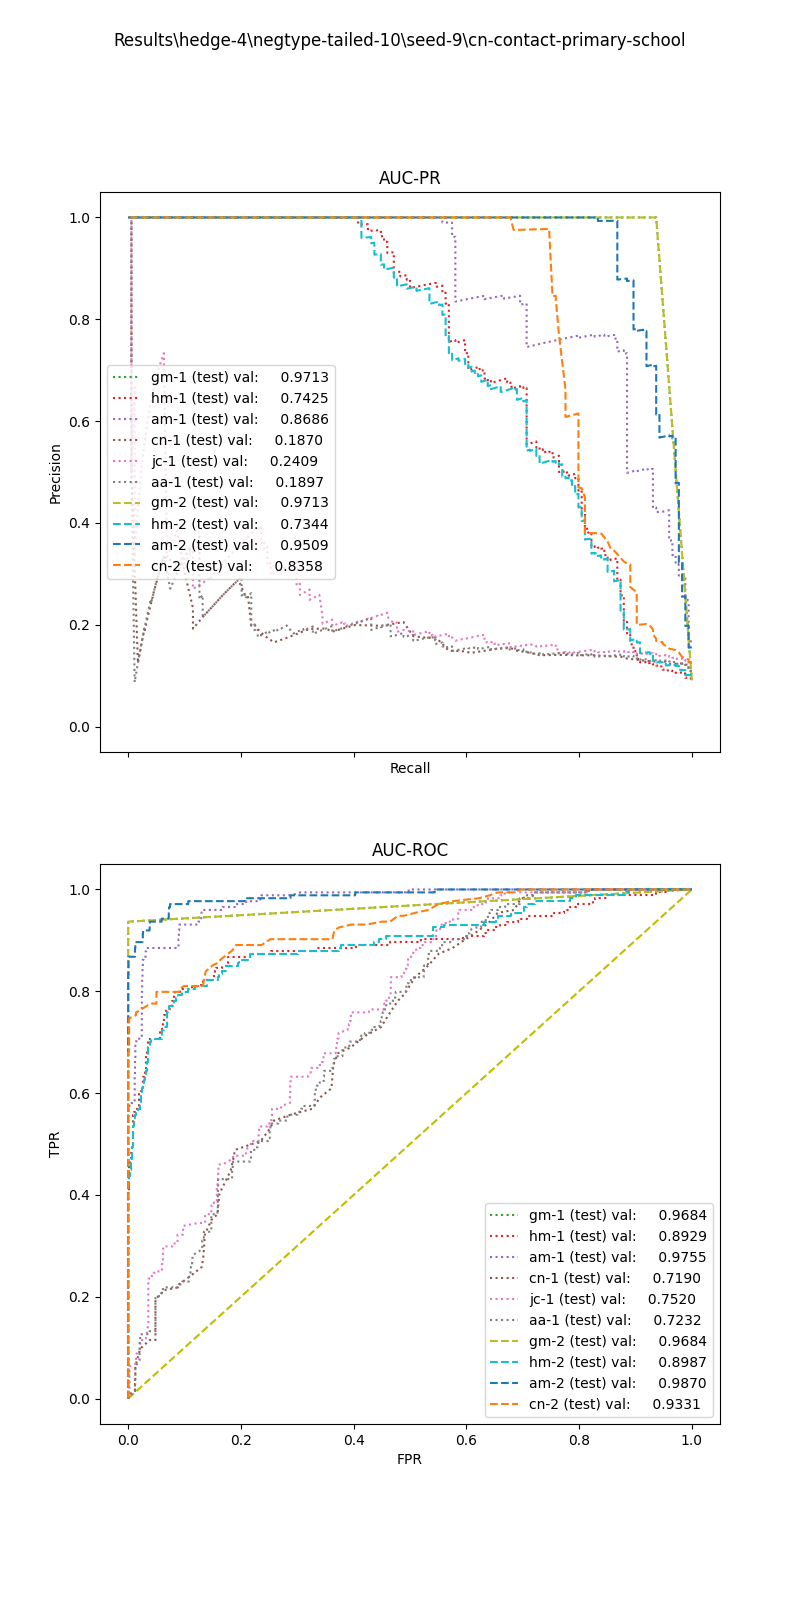 Results\hedge-4\negtype-tailed-10\seed-9\cn-contact-primary-school
AUC-PR
1.0
0.8
0.6
0.4
0.2
0.0
Precision
gm-1 (test) val: 0.9713
hm-1 (test) val: 0.7425
am-1 (test) val: 0.8686
cn-1 (test) val: 0.1870
jc-1 (test) val: 0.2409
aa-1 (test) val: 0.1897
gm-2 (test) val: 0.9713
hm-2 (test) val: 0.7344
am-2 (test) val: 0.9509
cn-2 (test) val: 0.8358
Recall
AUC-ROC
1.0
0.8
0.6
0.4
0.2
0.0
TPR
gm-1 (test) val: 0.9684
hm-1 (test) val: 0.8929
am-1 (test) val: 0.9755
cn-1 (test) val: 0.7190
jc-1 (test) val: 0.7520
aa-1 (test) val: 0.7232
gm-2 (test) val: 0.9684
hm-2 (test) val: 0.8987
am-2 (test) val: 0.9870
cn-2 (test) val: 0.9331
0.0 0.2 0.4 0.6 0.8 1.0
FPR